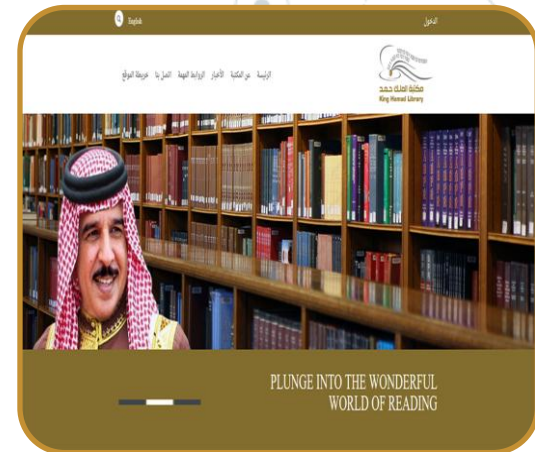 الدخول
English
مكتبة الملك حمد
King Hamad Library
الرئيسة عن المكتبة الأخبار الروابط المهمة اتصل بنا خريطة الموقع
PLUNGE INTO THE WONDERFUL
WORLD OF READING